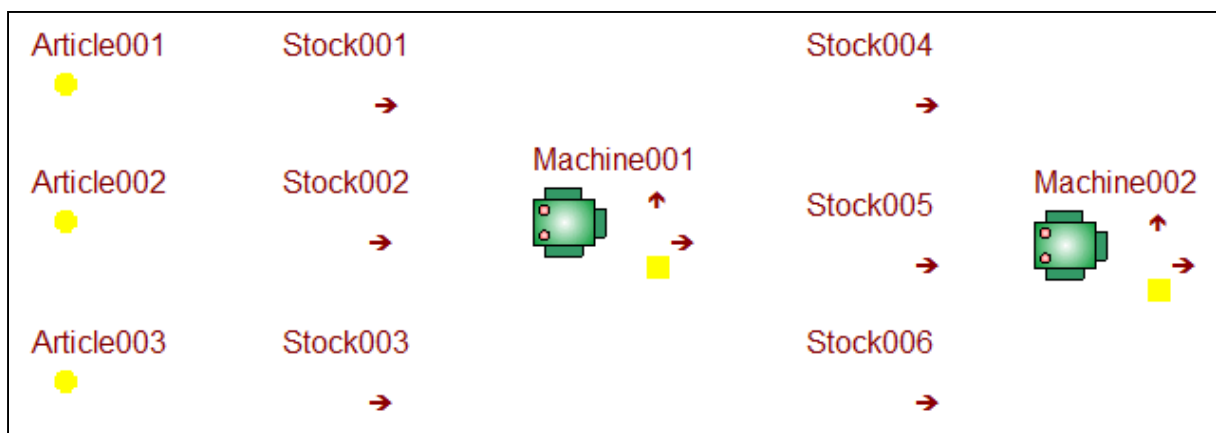 Article001
Stock001
Stock004
Machine001
Article002
Stock002
Machine002
Stock005
Article003
Stock003
Stock006